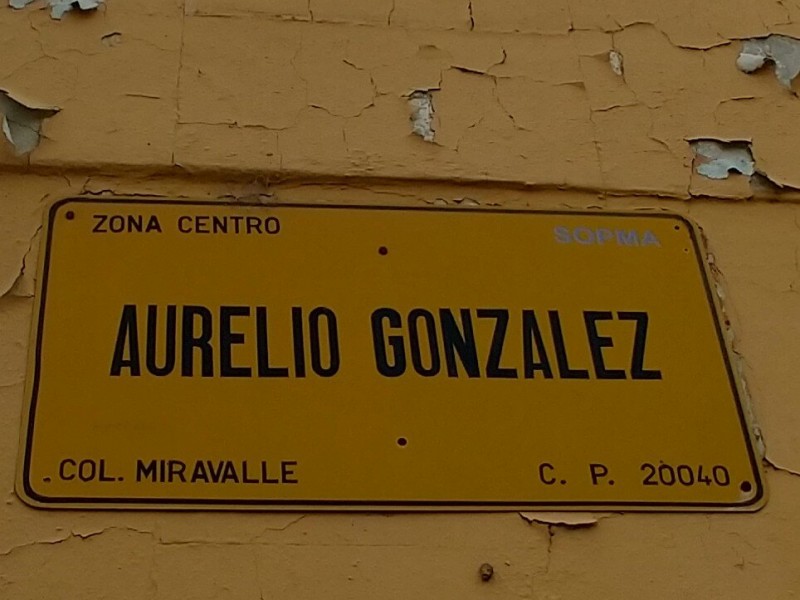 ZONA CENTRO
SOPMA
AURELIO GONZALEZ
COL. MIRAVALLE
C. P. 20040